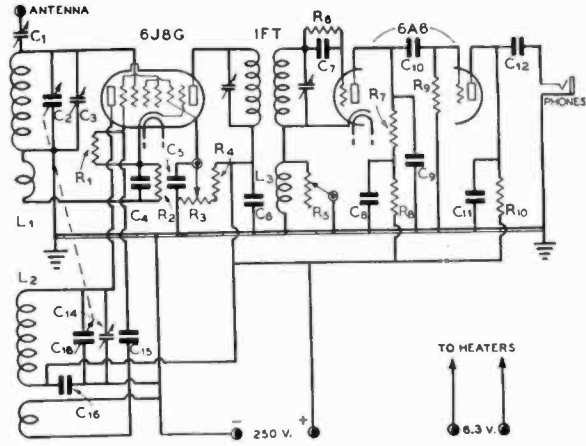 ANTENNA
6J8G
1FT
R6
6A6
C1
C7
C10
C12
C2
C3
R7
R9
PHONES
C5
R4
R1
L3
C9
C4
R2
R3
C6
R5
C8
R8
C11
R10
L1
L2
C14
C18
C15
TO HEATERS
C16
−
250 V.
+
6.3 V.